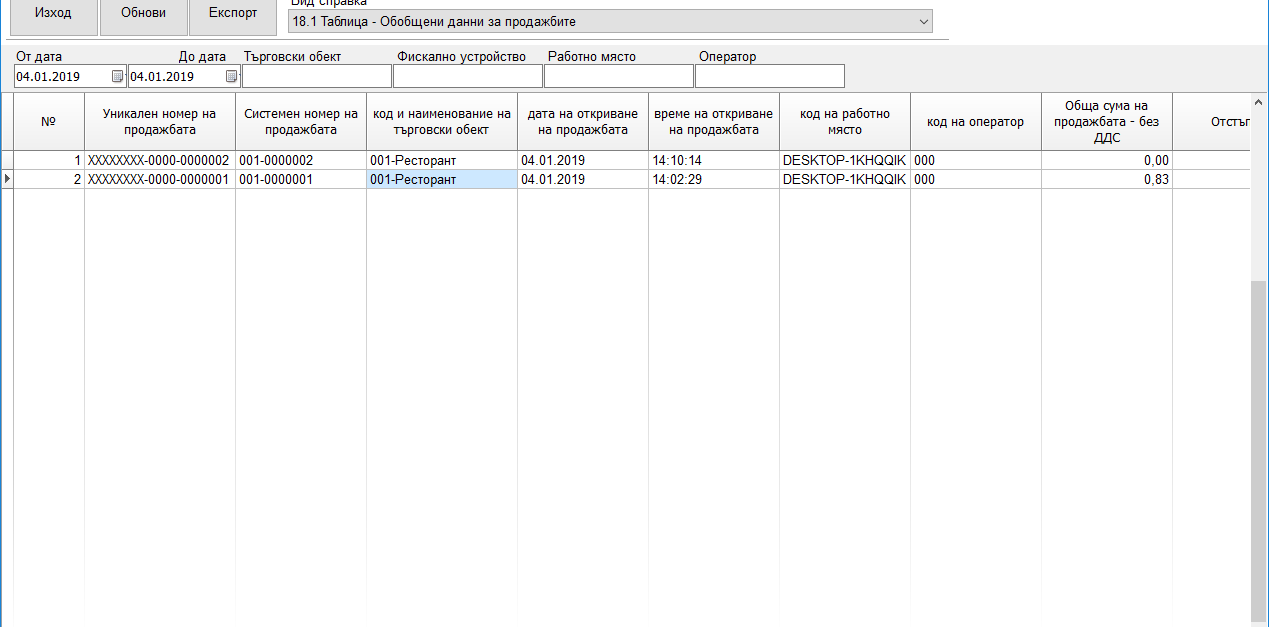 Изход Обнови Експорт Вид справка
18.1 Таблица - Обобщени данни за продажбите
От дата До дата Търговски обект Фискално устройство Работно място Оператор
04.01.2019 04.01.2019
№ Уникален номер на продажбата Системен номер на продажбата код и наименование на търговски обект дата на откриване на продажбата време на откриване на продажбата код на работно място код на оператор Обща сума на продажбата - без ДДС Отстъп
1 XXXXXXXX-0000-0000002 001-0000002 001-Ресторант 04.01.2019 14:10:14 DESKTOP-1KHQQIK 000 0,00
2 XXXXXXXX-0000-0000001 001-0000001 001-Ресторант 04.01.2019 14:02:29 DESKTOP-1KHQQIK 000 0,83